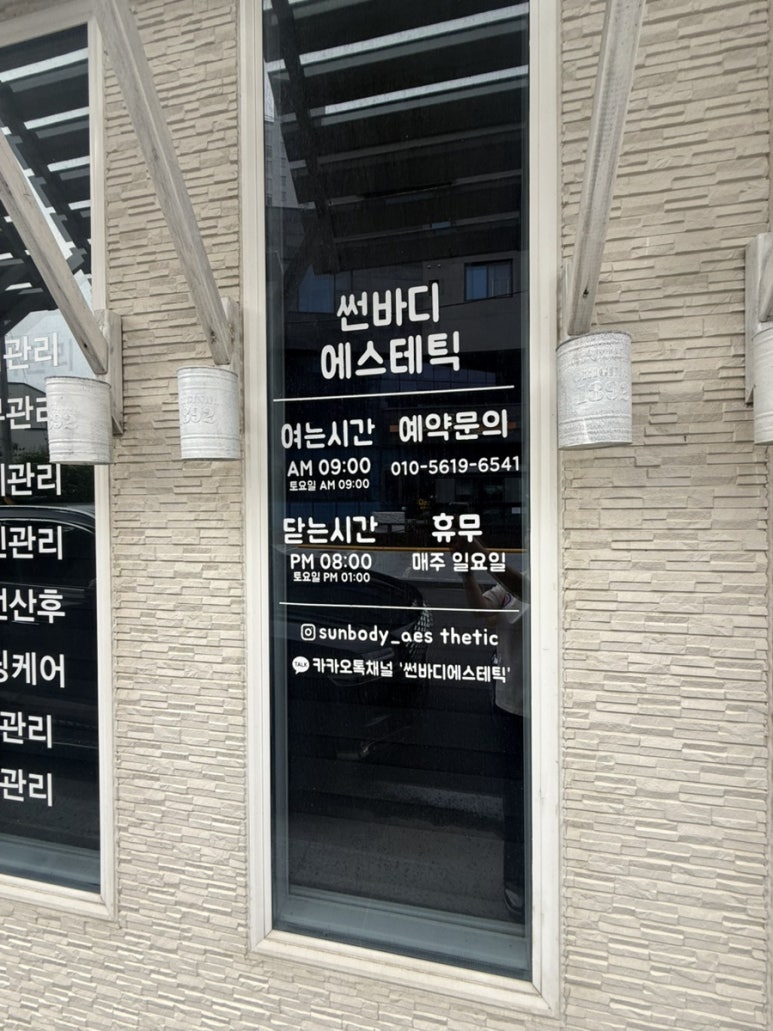 썬바디
에스테틱
여는시간
AM 09:00
토요일 AM 09:00
예약문의
010-5619-6541
닫는시간
PM 08:00
토요일 PM 01:00
휴무
매주 일요일
sunbody_aes thetic
TALK 카카오톡채널 '썬바디에스테틱'
관리
관리
관리
관리
산후
케어
관리
관리
1892